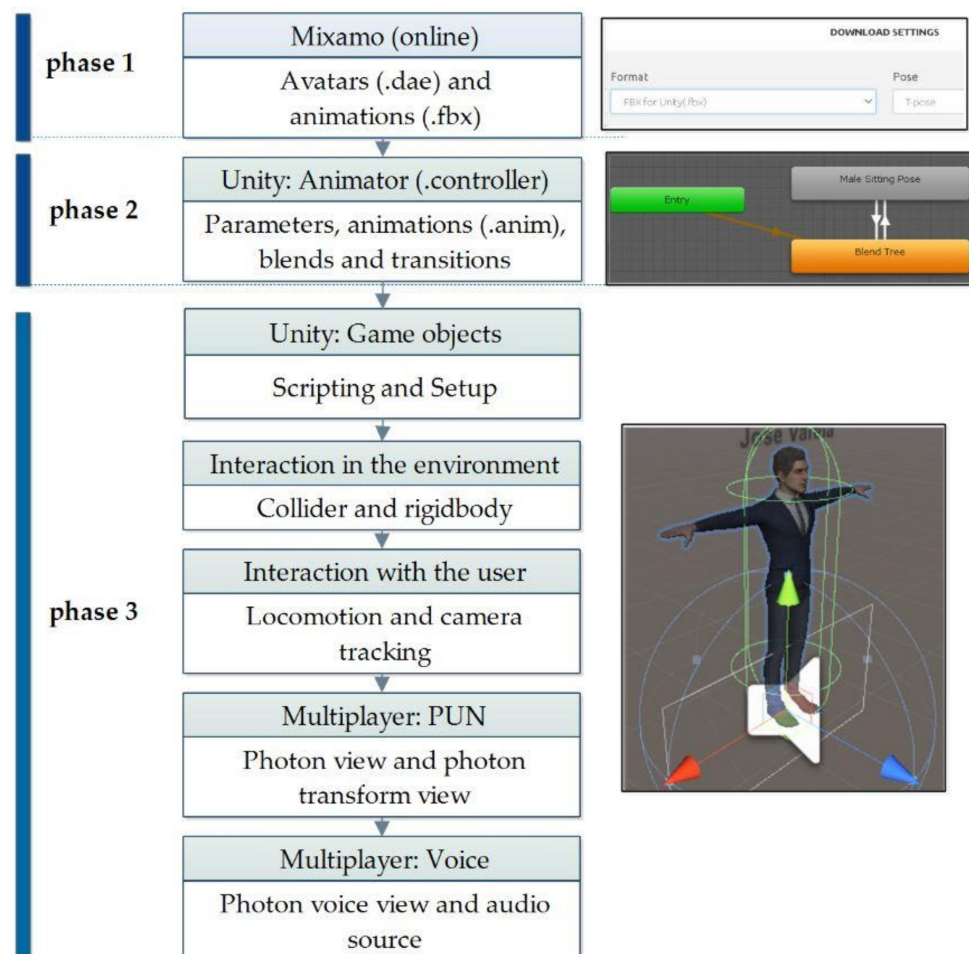 phase 1
Mixamo (online)
Avatars (.dae) and
animations (.fbx)
DOWNLOAD SETTINGS
Format
Pose
FBX for Unity(.fbx)
T-pose
phase 2
Unity: Animator (.controller)
Parameters, animations (.anim),
blends and transitions
Entry
Male Sitting Pose
Blend Tree
phase 3
Unity: Game objects
Scripting and Setup
Interaction in the environment
Collider and rigidbody
Interaction with the user
Locomotion and camera
tracking
Multiplayer: PUN
Photon view and photon
transform view
Multiplayer: Voice
Photon voice view and audio
source
Jose Varela